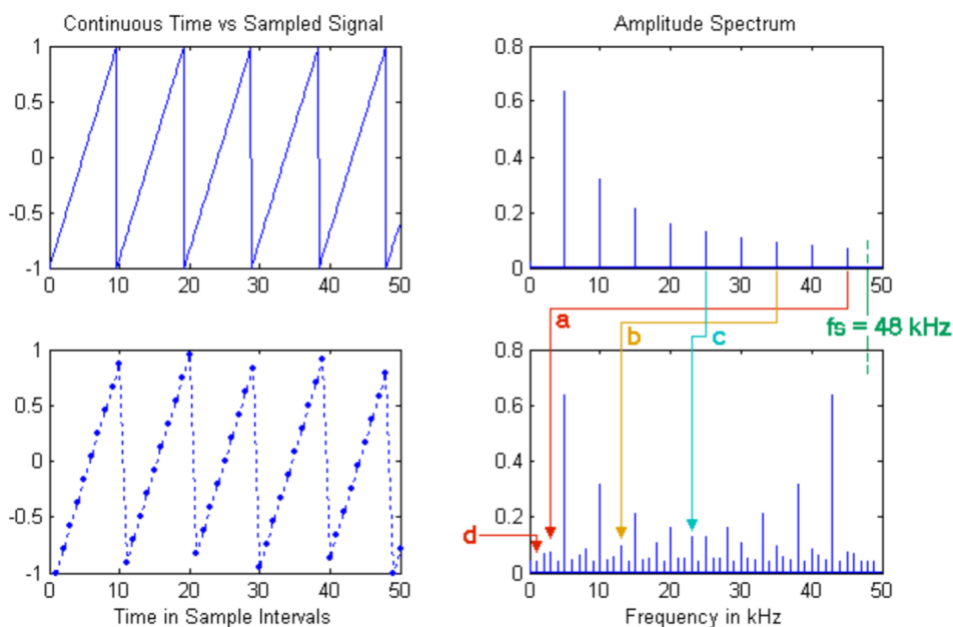 Continuous Time vs Sampled Signal
1
0.5
0
-0.5
-1
0 10 20 30 40 50
Amplitude Spectrum
0.8
0.6
0.4
0.2
0
0 10 20 30 40 50
a
b
c
fs = 48 kHz
1
0.5
0
-0.5
-1
0 10 20 30 40 50
Time in Sample Intervals
0.8
0.6
0.4
0.2
d
0
0 10 20 30 40 50
Frequency in kHz